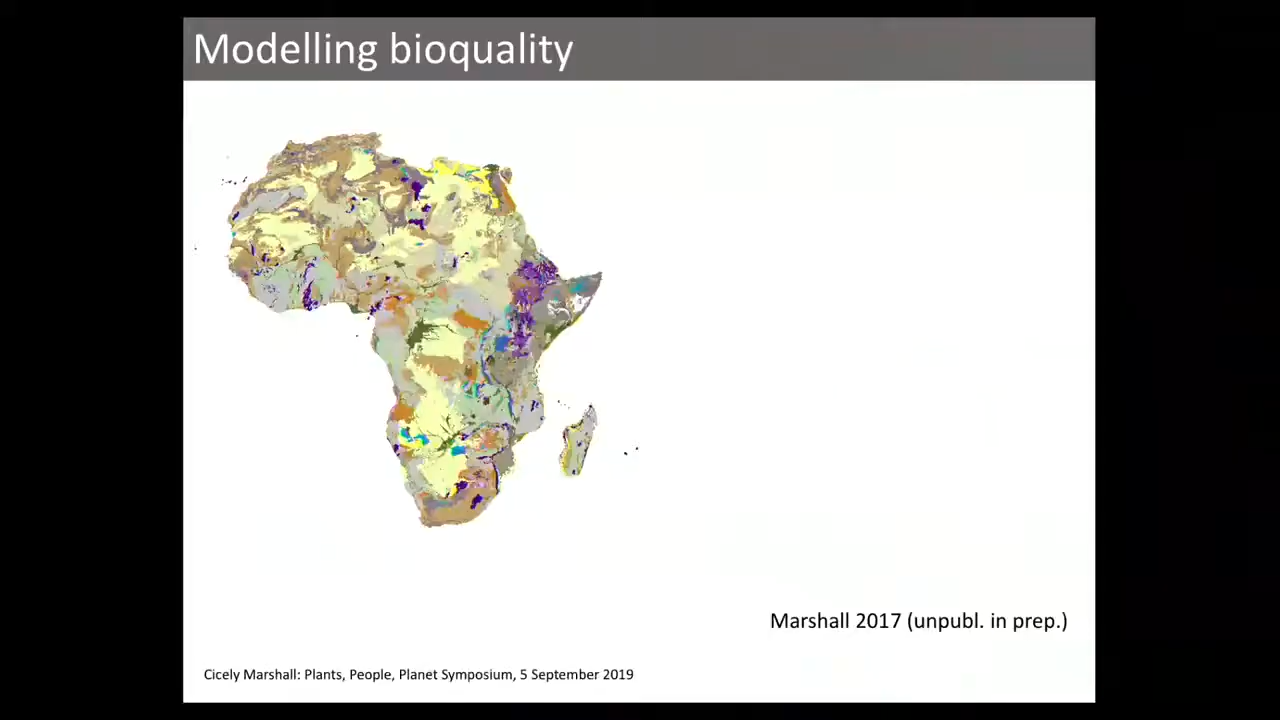 Modelling bioquality
Marshall 2017 (unpubl. in prep.)
Cicely Marshall: Plants, People, Planet Symposium, 5 September 2019